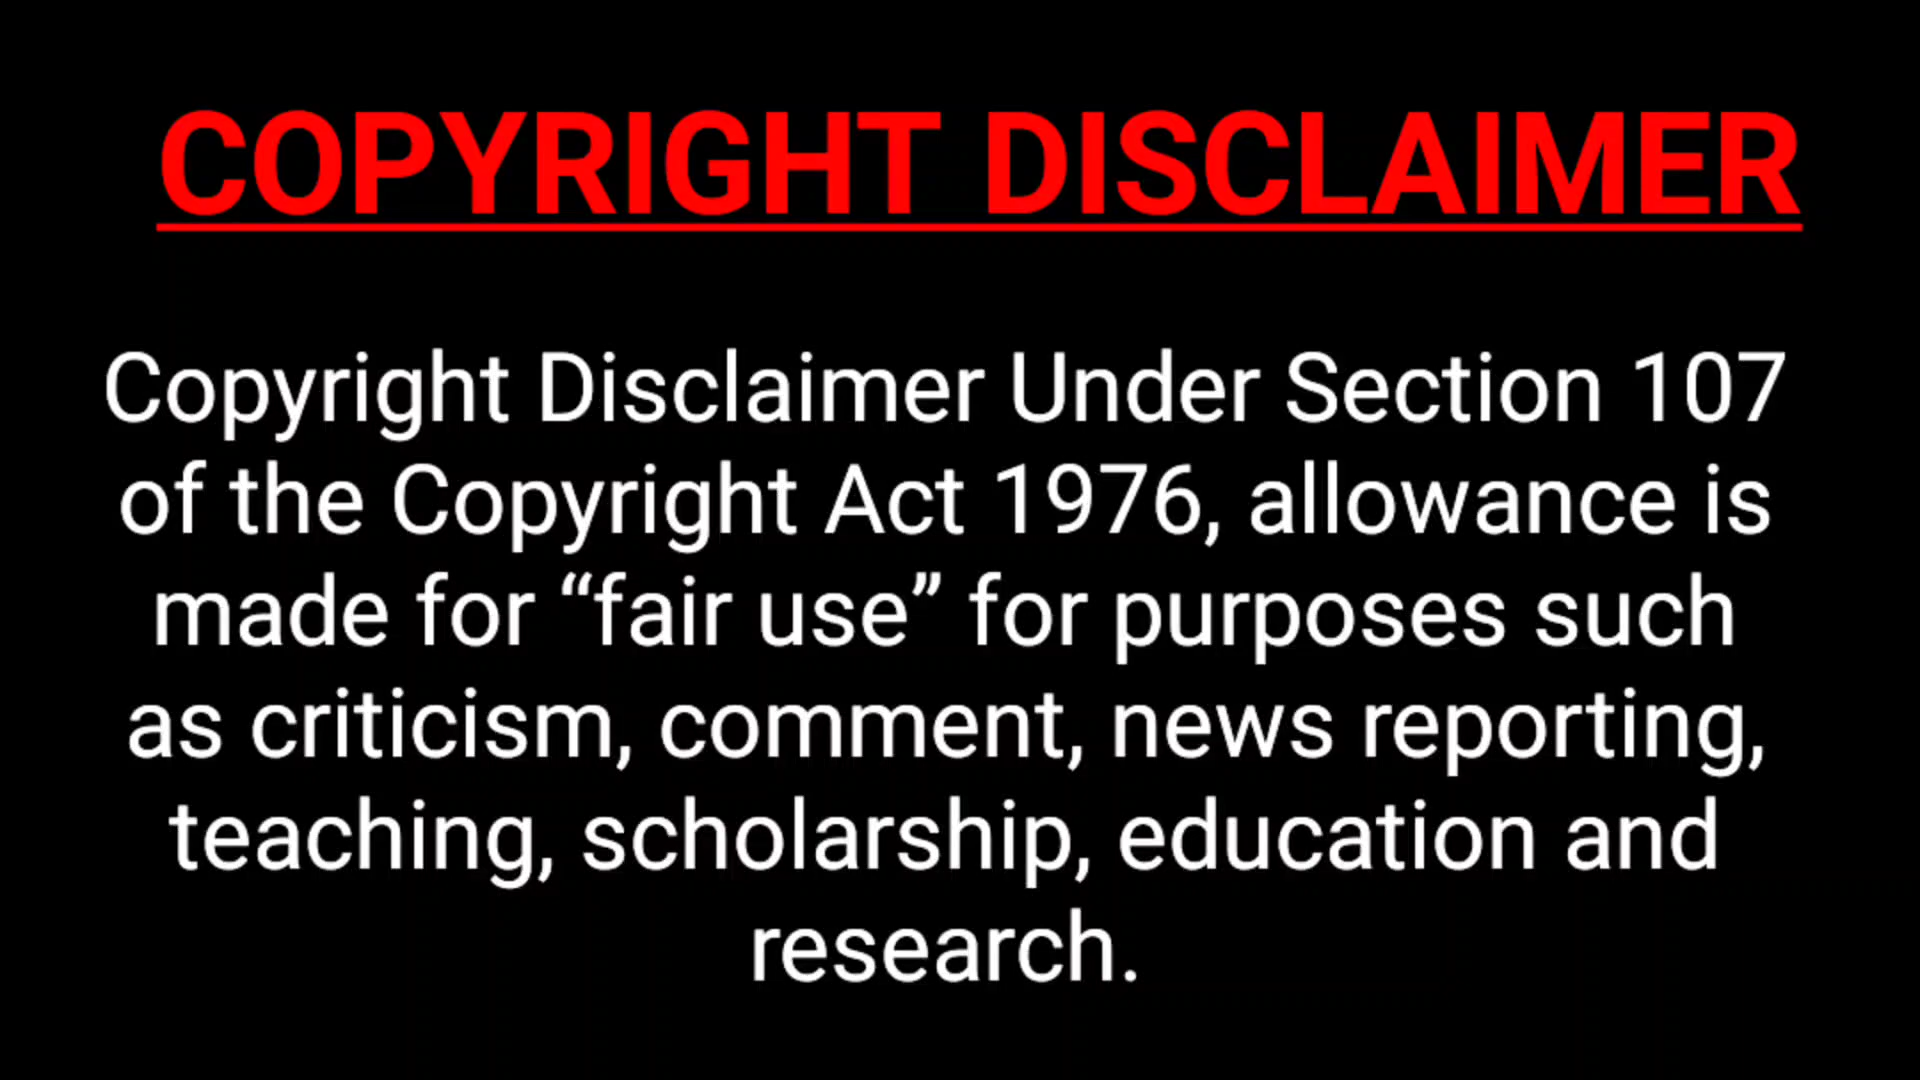 COPYRIGHT DISCLAIMER
Copyright Disclaimer Under Section 107
of the Copyright Act 1976, allowance is
made for “fair use” for purposes such
as criticism, comment, news reporting,
teaching, scholarship, education and
research.